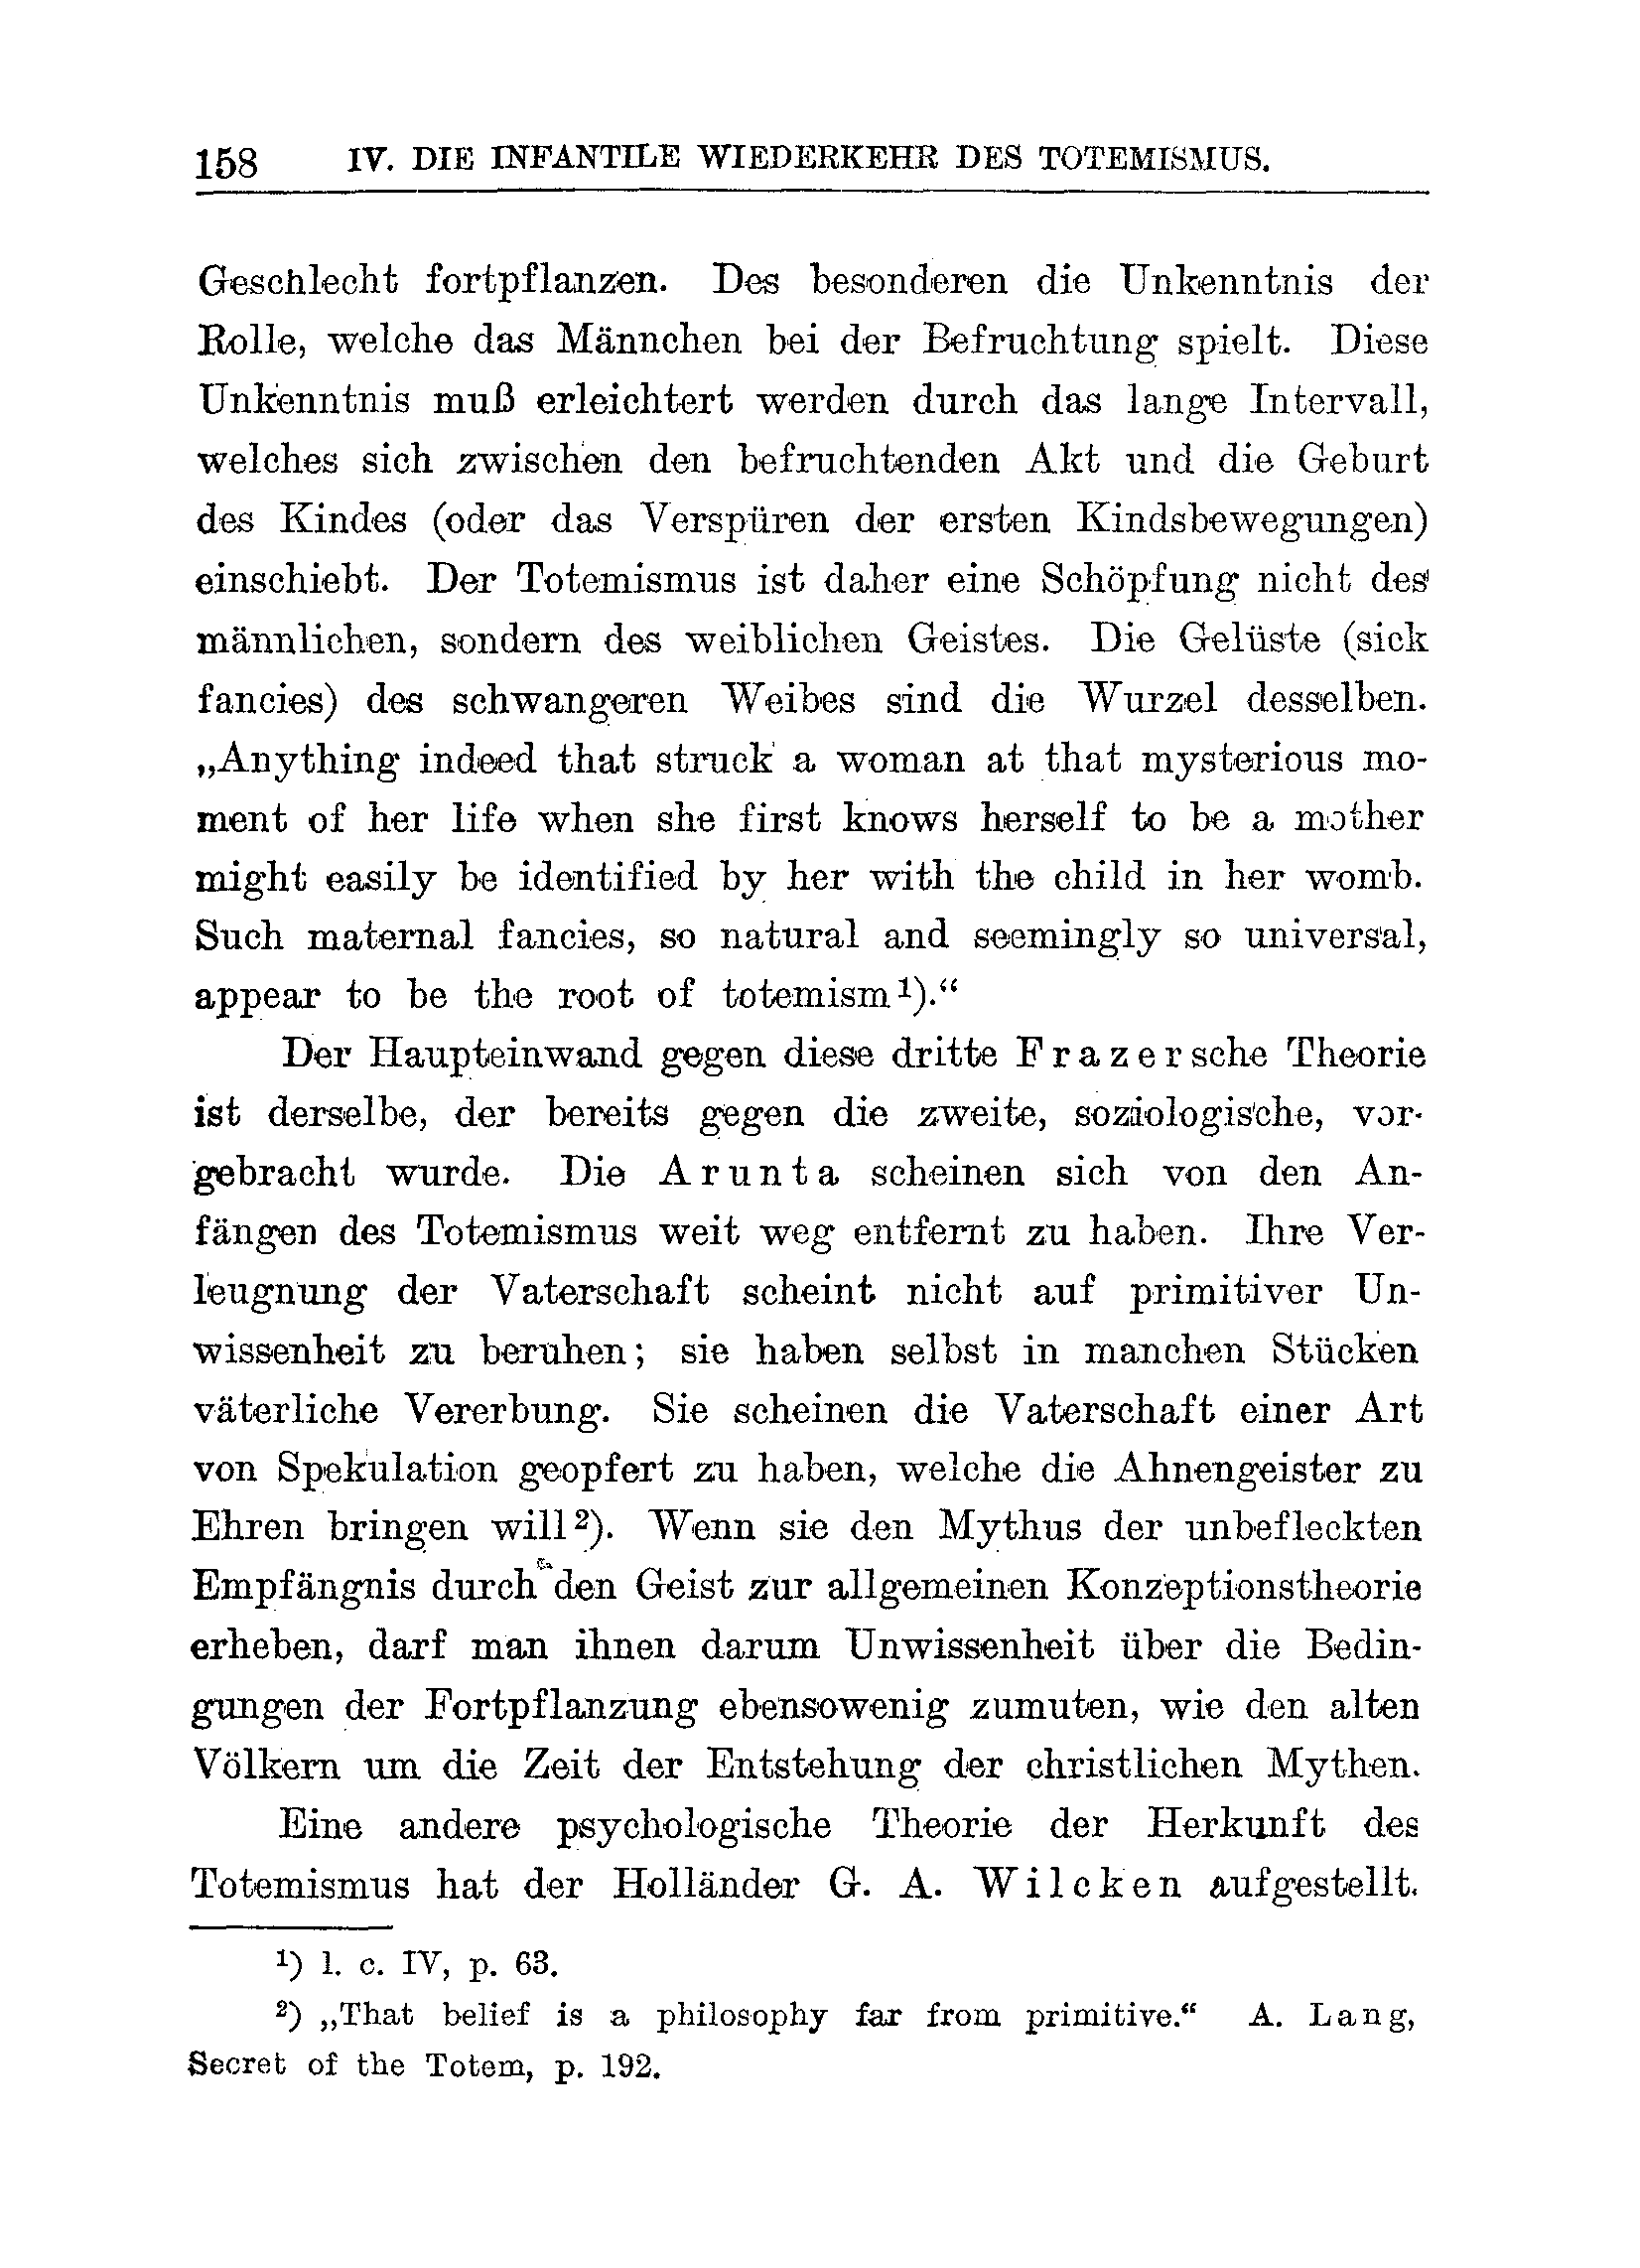 158 IV. DIE INFANTILE WIEDERKEHR DES TOTEMISMUS.
Geschlecht fortpflanzen. Des besonderen die Unkenntnis der
Rolle, welche das Männchen bei der Befruchtung spielt. Diese
Unkenntnis muß erleichtert werden durch das lange Intervall,
welches sich zwischen den befruchtenden Akt und die Geburt
des Kindes (oder das Verspüren der ersten Kindsbewegungen)
einschiebt. Der Totemismus ist daher eine Schöpfung nicht des
männlichen, sondern des weiblichen Geistes. Die Gelüste (sick
fancies) des schwangeren Weibes sind die Wurzel desselben.
„Anything indeed that struck a woman at that mysterious mo-
ment of her life when she first knows herself to be a mother
might easily be identified by her with the child in her womb.
Such maternal fancies, so natural and seemingly so universal,
appear to be the root of totemism¹).“
Der Haupteinwand gegen diese dritte Frazersche Theorie
ist derselbe, der bereits gegen die zweite, soziologische, vor-
gebracht wurde. Die Arunta scheinen sich von den An-
fängen des Totemismus weit weg entfernt zu haben. Ihre Ver-
leugnung der Vaterschaft scheint nicht auf primitiver Un-
wissenheit zu beruhen; sie haben selbst in manchen Stücken
väterliche Vererbung. Sie scheinen die Vaterschaft einer Art
von Spekulation geopfert zu haben, welche die Ahnengeister zu
Ehren bringen will²). Wenn sie den Mythus der unbefleckten
Empfängnis durch den Geist zur allgemeinen Konzeptionstheorie
erheben, darf man ihnen darum Unwissenheit über die Bedin-
gungen der Fortpflanzung ebensowenig zumuten, wie den alten
Völkern um die Zeit der Entstehung der christlichen Mythen.
Eine andere psychologische Theorie der Herkunft des
Totemismus hat der Holländer G. A. Wilcken aufgestellt.
¹) l. c. IV, p. 63.
²) „That belief is a philosophy far from primitive.“ A. Lang,
Secret of the Totem, p. 192.